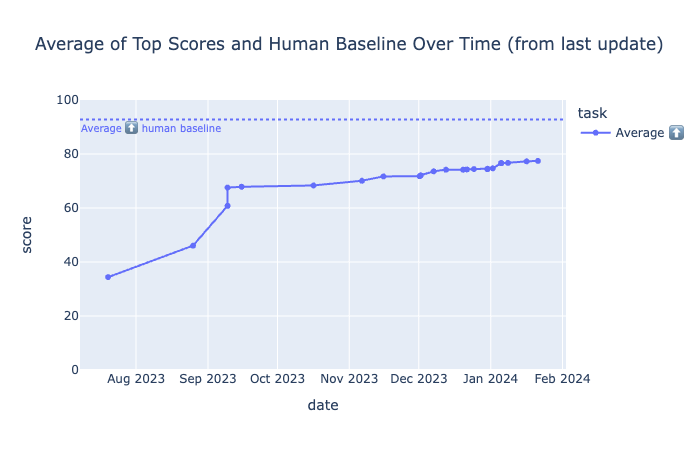 Average of Top Scores and Human Baseline Over Time (from last update)
100
80
60
40
20
0
score
Average ⬆️ human baseline
Aug 2023
Sep 2023
Oct 2023
Nov 2023
Dec 2023
Jan 2024
Feb 2024
date
task
Average ⬆️